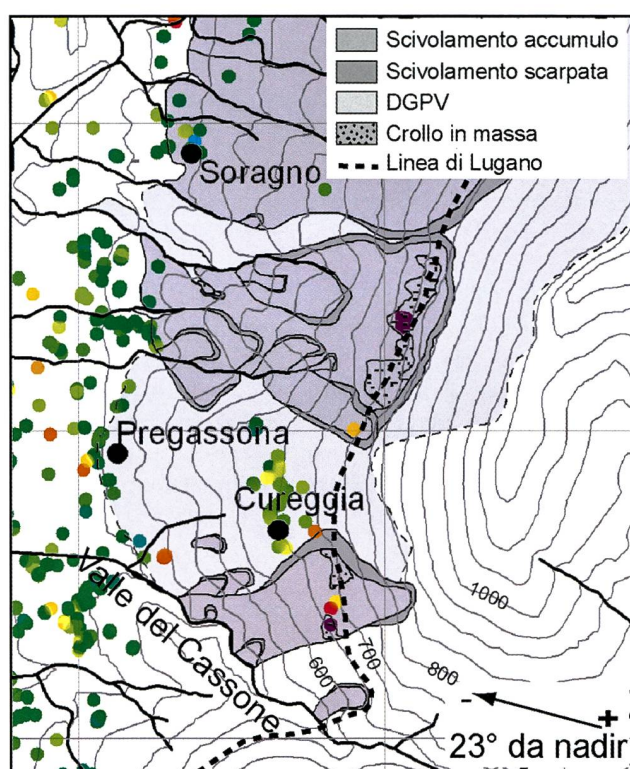 Scivolamento accumulo
Scivolamento scarpata
DGPV
Crollo in massa
Linea di Lugano
Soragno
Pregassona
Cureggia
Valle del Cassone
1000
700
600
800
- +
23° da nadir